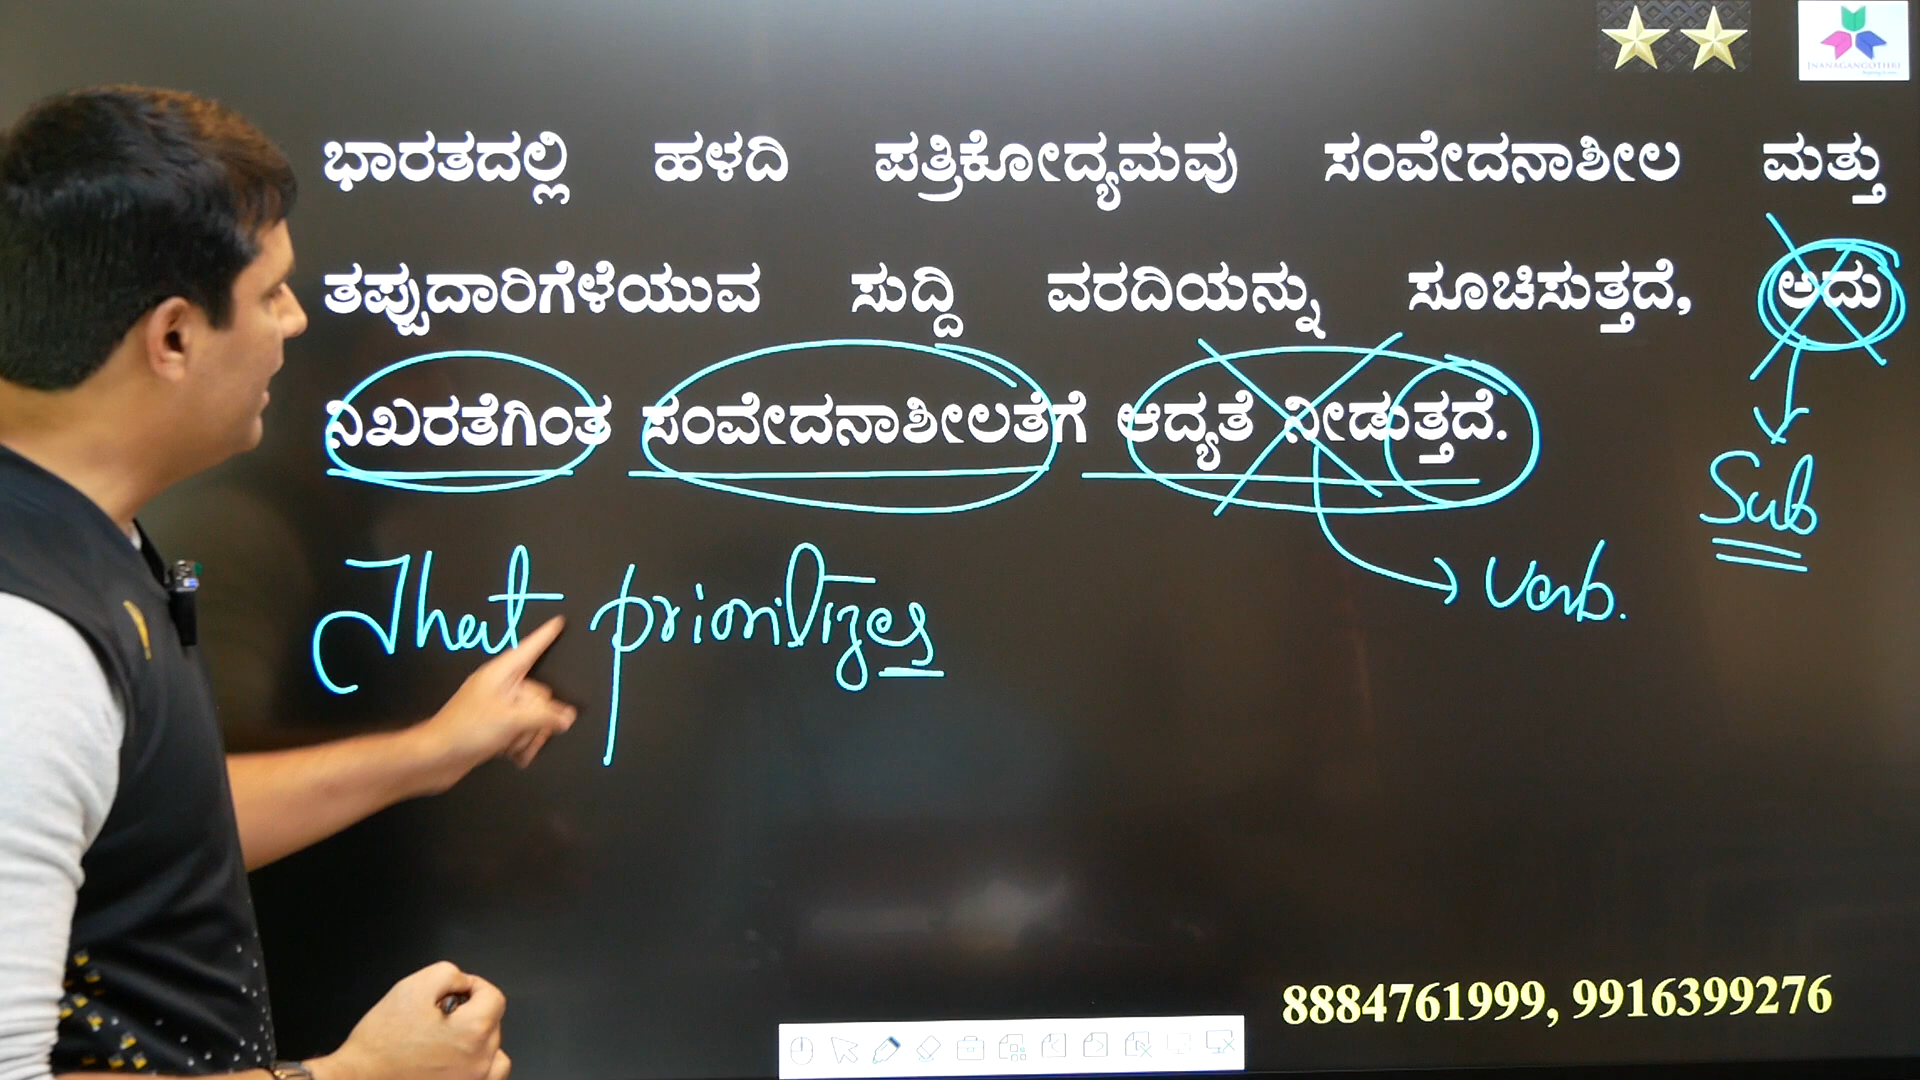 JNANAGANGOTHRI
ಭಾರತದಲ್ಲಿ ಹಳದಿ ಪತ್ರಿಕೋದ್ಯಮವು ಸಂವೇದನಾಶೀಲ ಮತ್ತು
ತಪ್ಪುದಾರಿಗೆಳೆಯುವ ಸುದ್ದಿ ವರದಿಯನ್ನು ಸೂಚಿಸುತ್ತದೆ, ಅದು
ನಿಖರತೆಗಿಂತ ಸಂವೇದನಾಶೀಲತೆಗೆ ಆದ್ಯತೆ ನೀಡುತ್ತದೆ.
Sub
Verb.
That prioritizes
8884761999, 9916399276